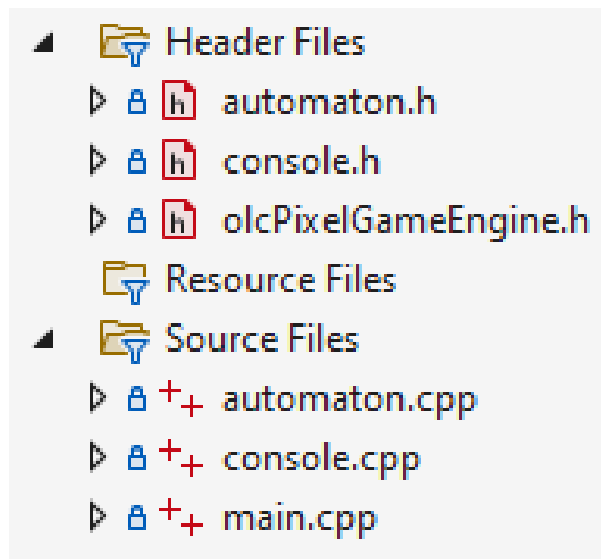 Header Files
h automaton.h
h console.h
h olcPixelGameEngine.h
Resource Files
Source Files
++ automaton.cpp
++ console.cpp
++ main.cpp